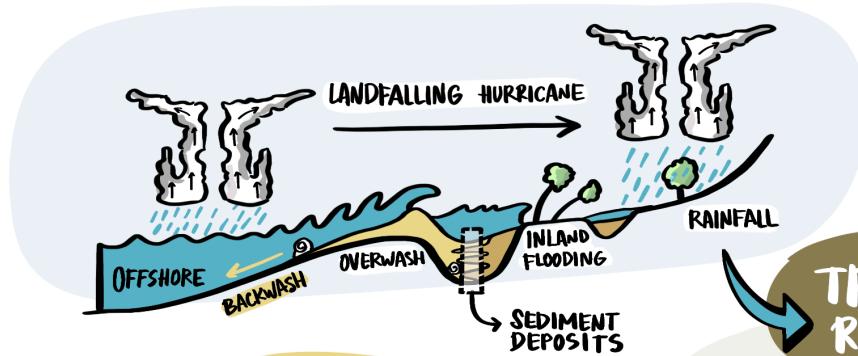 LANDFALLING HURRICANE
RAINFALL
OFFSHORE
BACKWASH
OVERWASH
INLAND
FLOODING
SEDIMENT
DEPOSITS